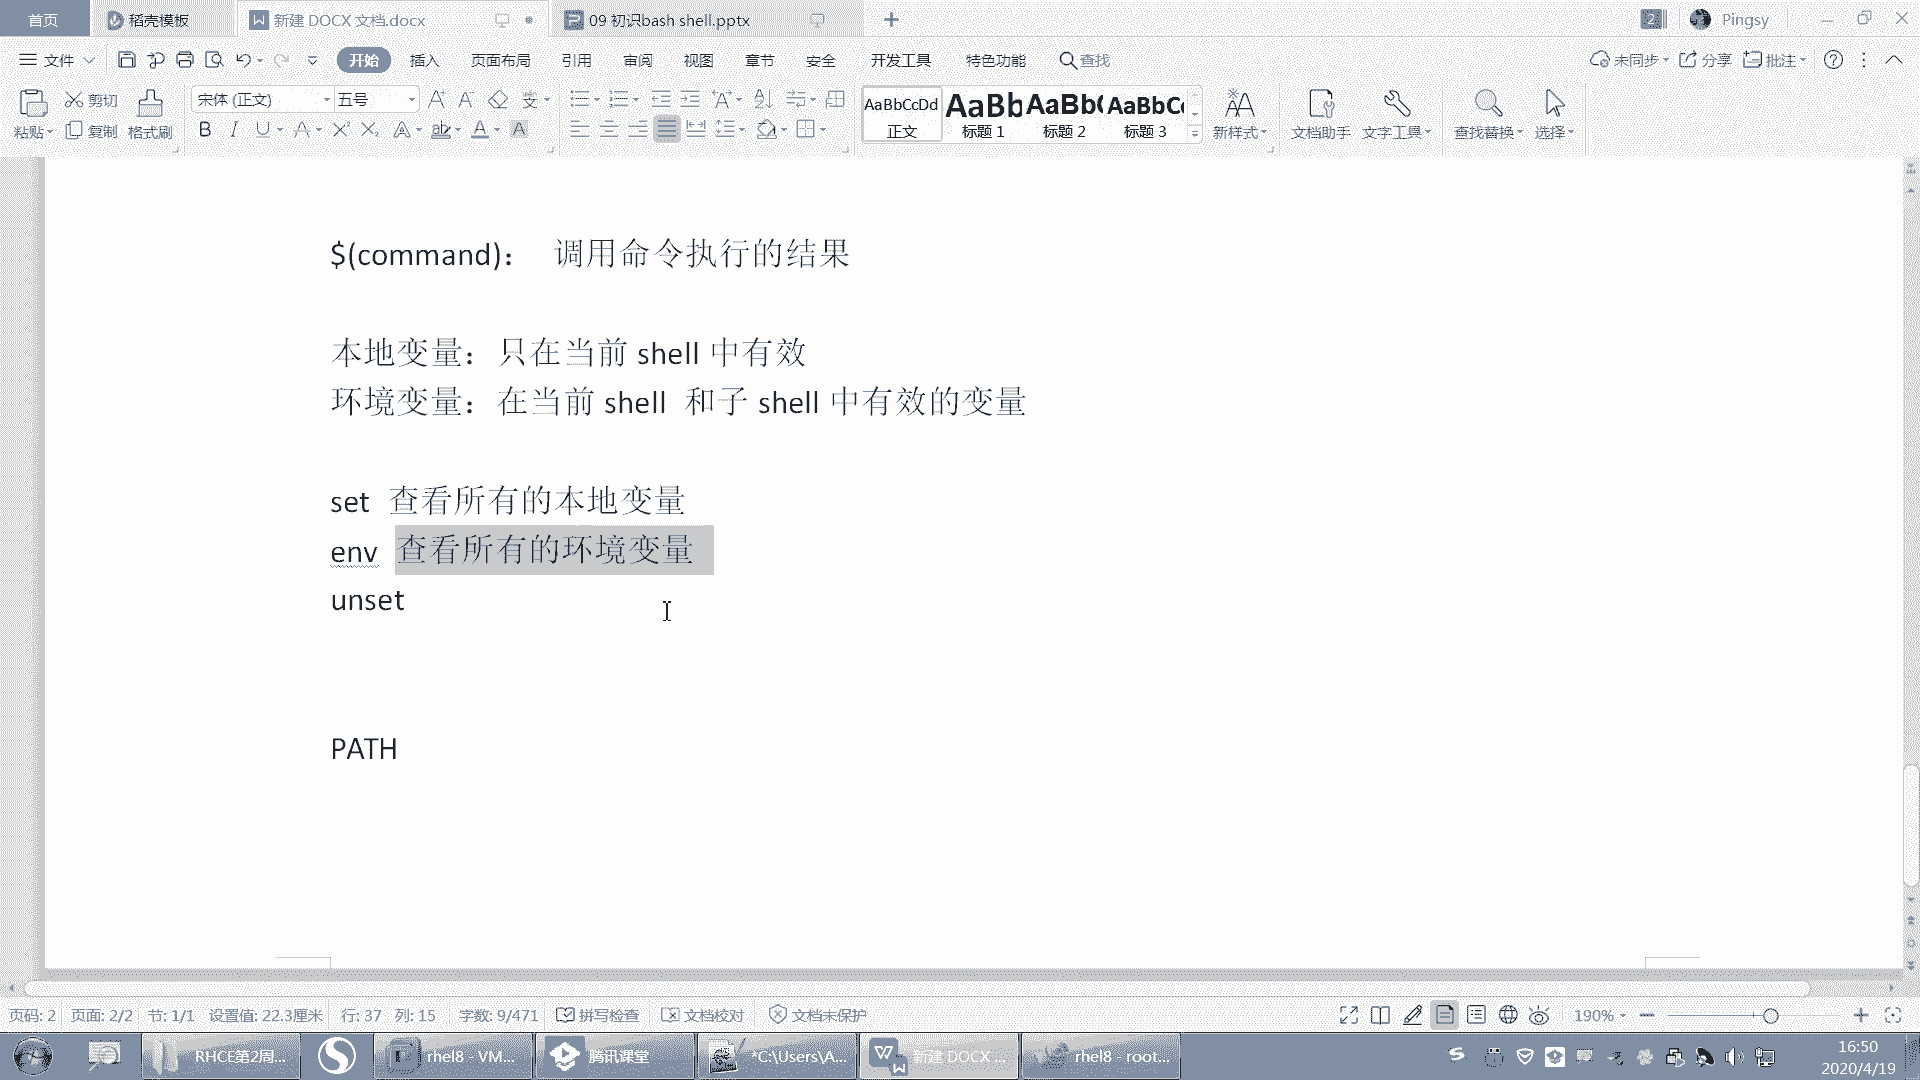 首页
稻壳模板
新建 DOCX 文档.docx
09 初识bash shell.pptx
2
Pingsy
文件
开始
插入
页面布局
引用
审阅
视图
章节
安全
开发工具
特色功能
查找
未同步
分享
批注
粘贴
剪切
复制
格式刷
宋体 (正文)
五号
AaBbCcDd
正文
AaBb
标题 1
AaBb(
标题 2
AaBbC
标题 3
新样式
文档助手
文字工具
查找替换
选择
$(command)： 调用命令执行的结果
本地变量：只在当前 shell 中有效
环境变量：在当前 shell 和子 shell 中有效的变量
set 查看所有的本地变量
env 查看所有的环境变量
unset
PATH
页码: 2
页面: 2/2
节: 1/1
设置值: 22.3厘米
行: 37
列: 15
字数: 9/471
拼写检查
文档校对
文档未保护
190%
RHCE第2周...
rhel8 - VM...
腾讯课堂
*C:\Users\A...
新建 DOCX ...
rhel8 - root...
16:50
2020/4/19